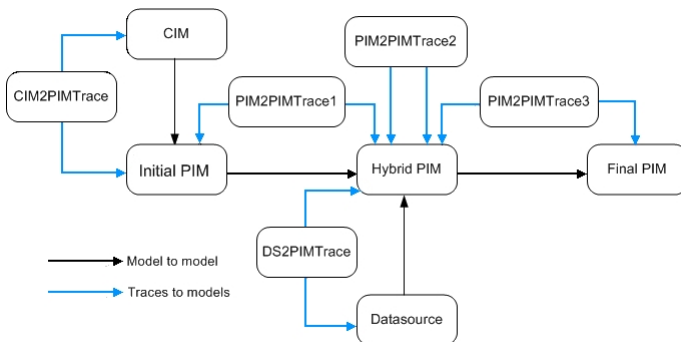 CIM
PIM2PIMTrace2
CIM2PIMTrace
PIM2PIMTrace1
PIM2PIMTrace3
Initial PIM
Hybrid PIM
Final PIM
DS2PIMTrace
Model to model
Traces to models
Datasource